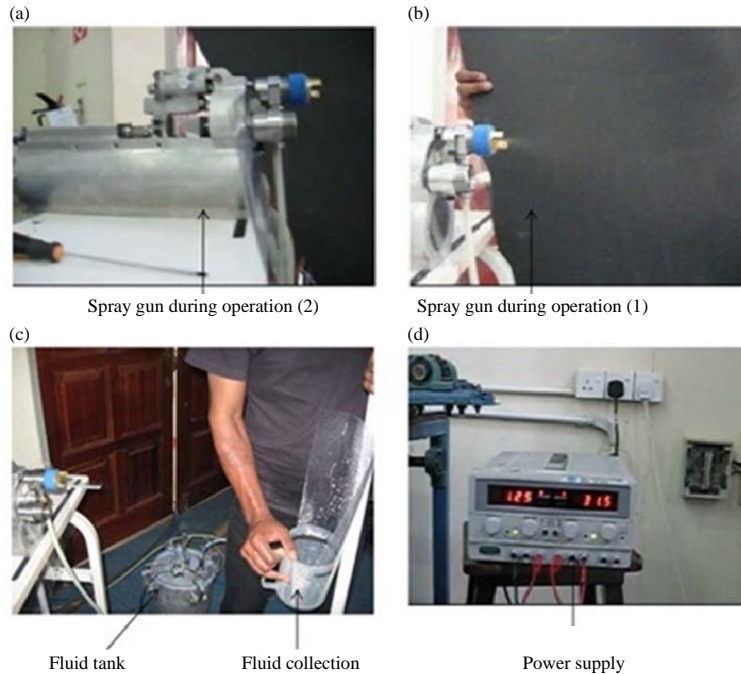 (a)
(b)
Spray gun during operation (2)
Spray gun during operation (1)
(c)
(d)
Fluid tank
Fluid collection
Power supply